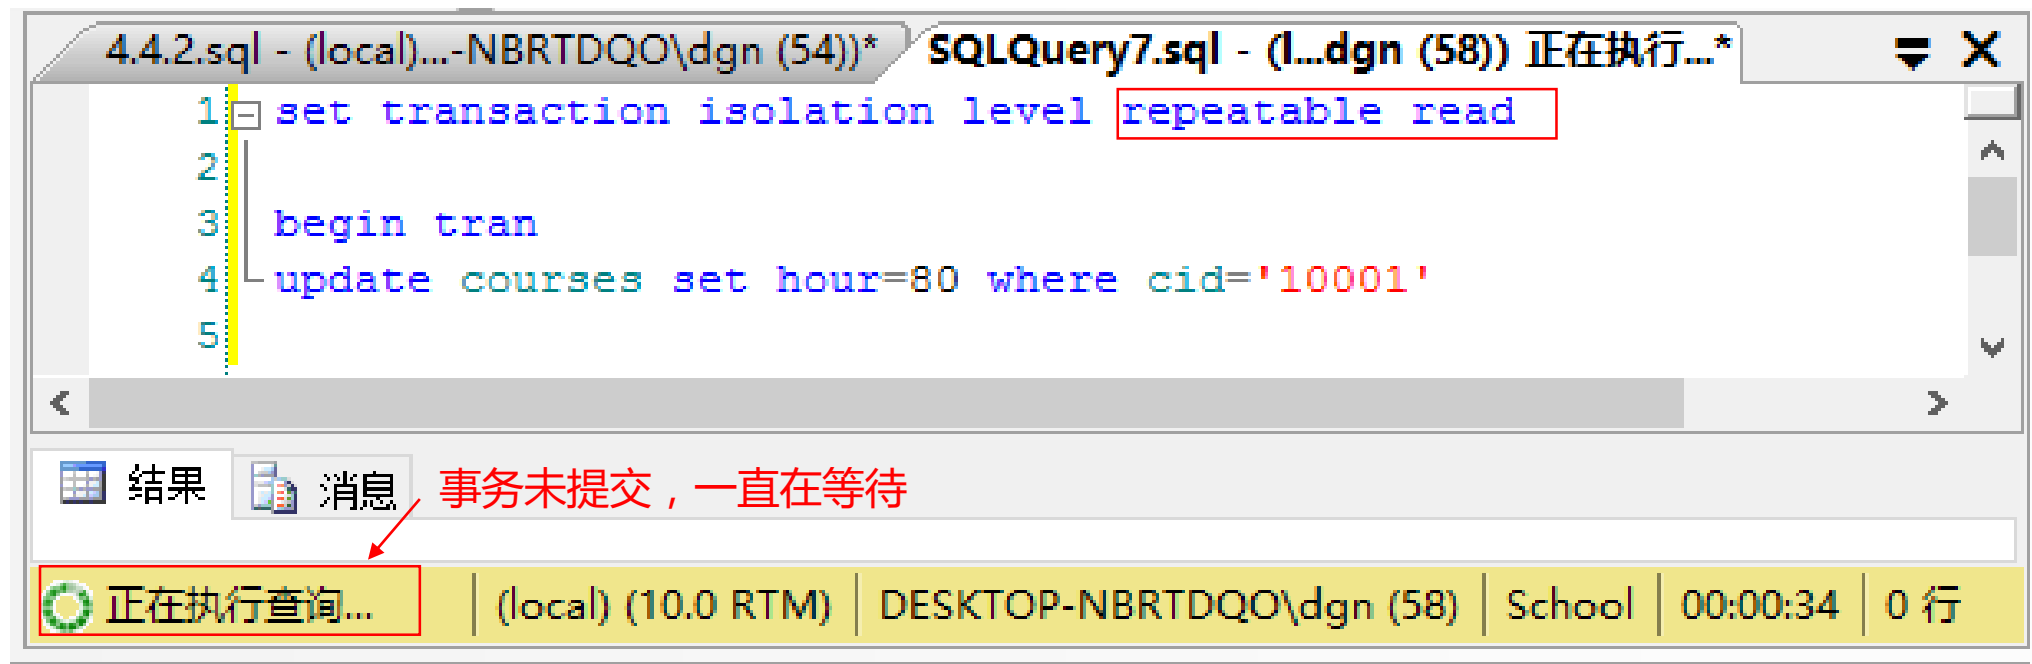 4.4.2.sql - (local)...-NBRTDQO\dgn (54))* SQLQuery7.sql - (l...dgn (58)) 正在执行...*
1 set transaction isolation level repeatable read
2
3 begin tran
4 update courses set hour=80 where cid='10001'
5
结果 消息 事务未提交，一直在等待
正在执行查询... (local) (10.0 RTM) DESKTOP-NBRTDQO\dgn (58) School 00:00:34 0 行